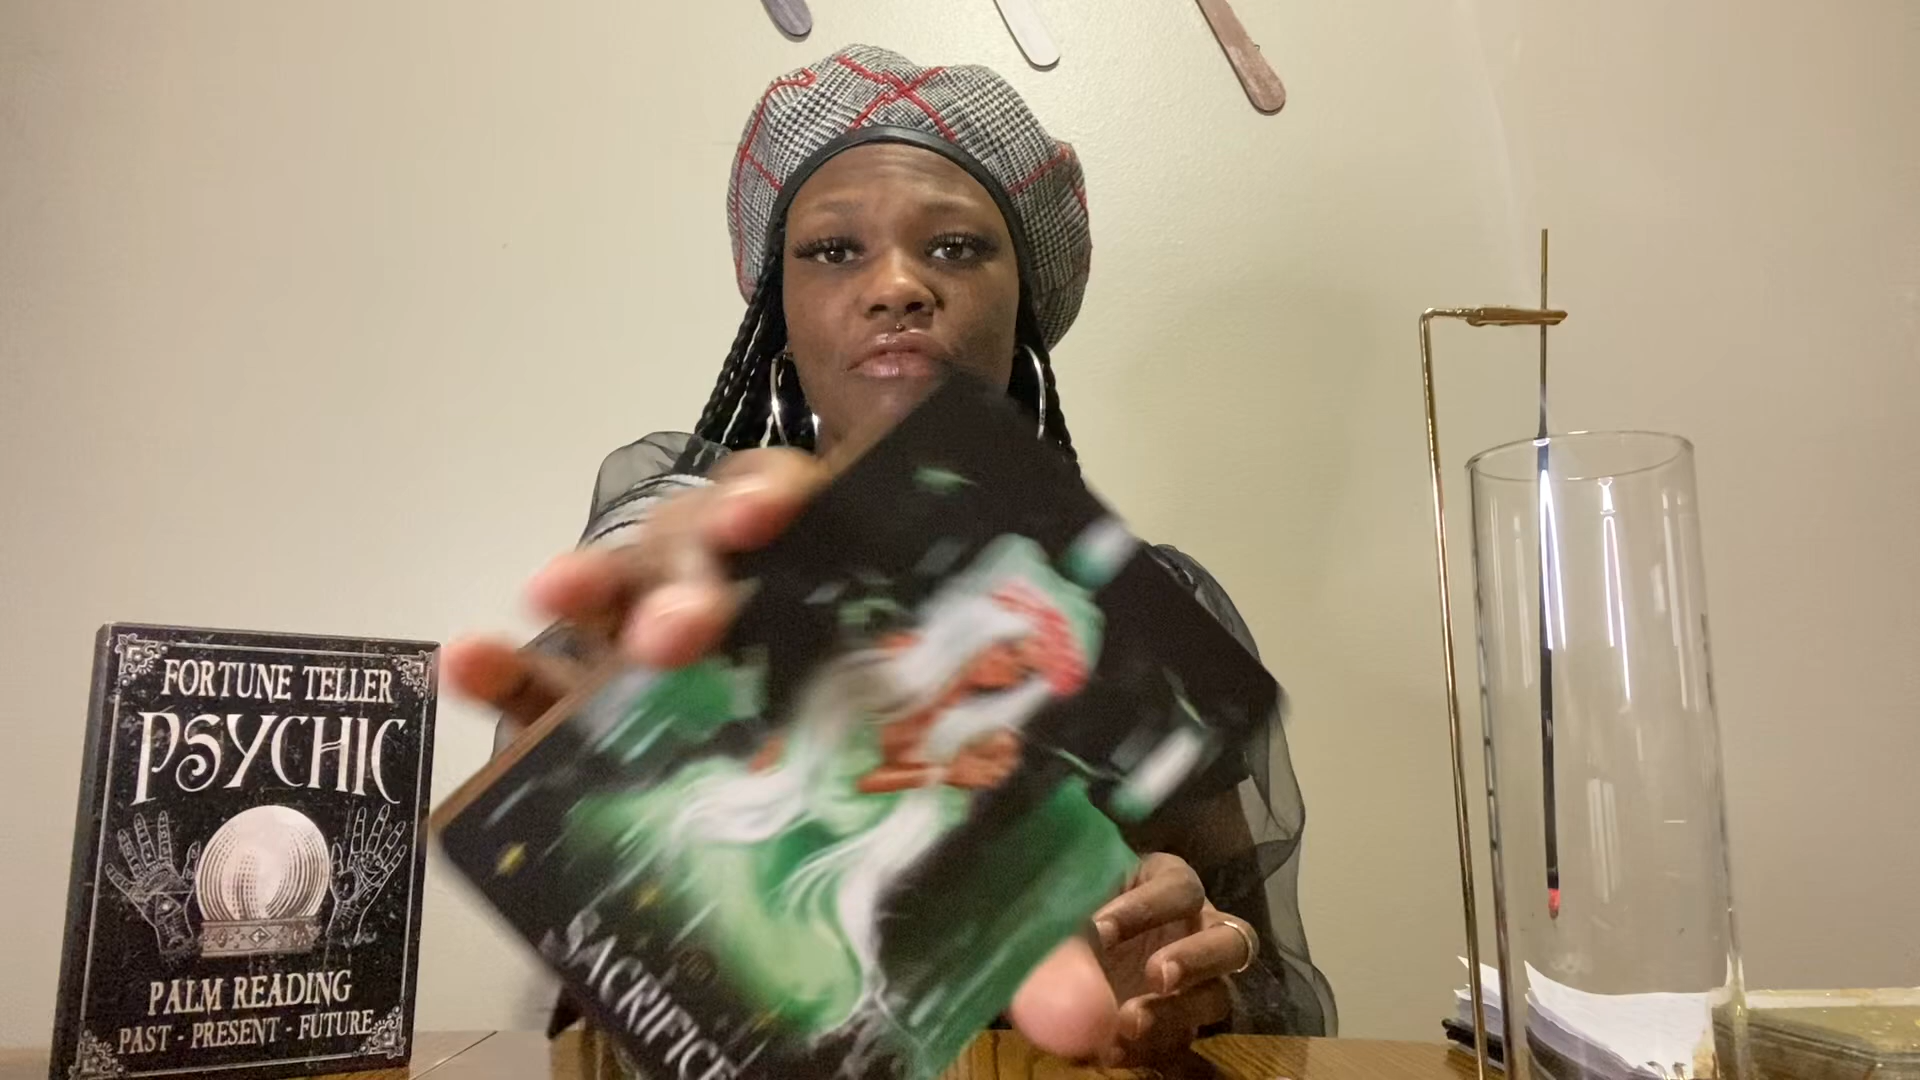 FORTUNE TELLER
PSYCHIC
PALM READING
PAST - PRESENT - FUTURE
SACRIFICE